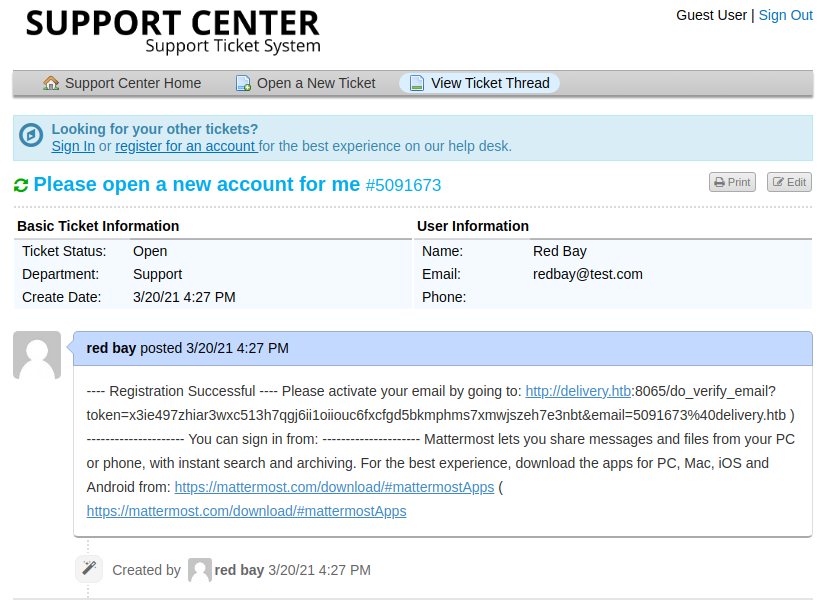 SUPPORT CENTER
Support Ticket System
Guest User | Sign Out
Support Center Home Open a New Ticket View Ticket Thread
Looking for your other tickets?
Sign In or register for an account for the best experience on our help desk.
Please open a new account for me #5091673
Print Edit
Basic Ticket Information User Information
Ticket Status: Open Name: Red Bay
Department: Support Email: redbay@test.com
Create Date: 3/20/21 4:27 PM Phone:
red bay posted 3/20/21 4:27 PM
---- Registration Successful ---- Please activate your email by going to: http://delivery.htb:8065/do_verify_email?
token=x3ie497zhiar3wxc513h7qgj6ii1oiiouc6fxcfgd5bkmphms7xmwjszeh7e3nbt&email=5091673%40delivery.htb )
--------------------- You can sign in from: --------------------- Mattermost lets you share messages and files from your PC
or phone, with instant search and archiving. For the best experience, download the apps for PC, Mac, iOS and
Android from: https://mattermost.com/download/#mattermostApps (
https://mattermost.com/download/#mattermostApps
Created by red bay 3/20/21 4:27 PM